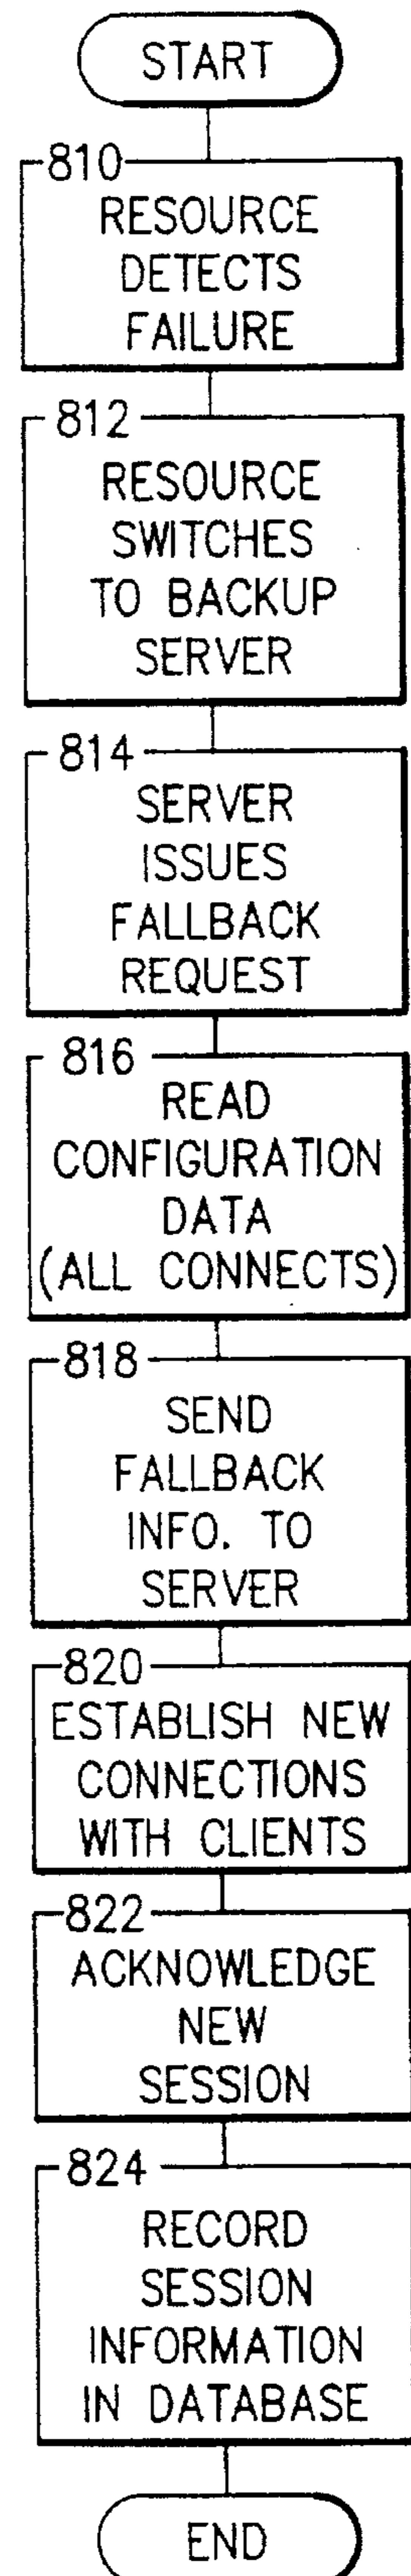 START
810
RESOURCE
DETECTS
FAILURE
812
RESOURCE
SWITCHES
TO BACKUP
SERVER
814
SERVER
ISSUES
FALLBACK
REQUEST
816
READ
CONFIGURATION
DATA
(ALL CONNECTS)
818
SEND
FALLBACK
INFO. TO
SERVER
820
ESTABLISH NEW
CONNECTIONS
WITH CLIENTS
822
ACKNOWLEDGE
NEW
SESSION
824
RECORD
SESSION
INFORMATION
IN DATABASE
END